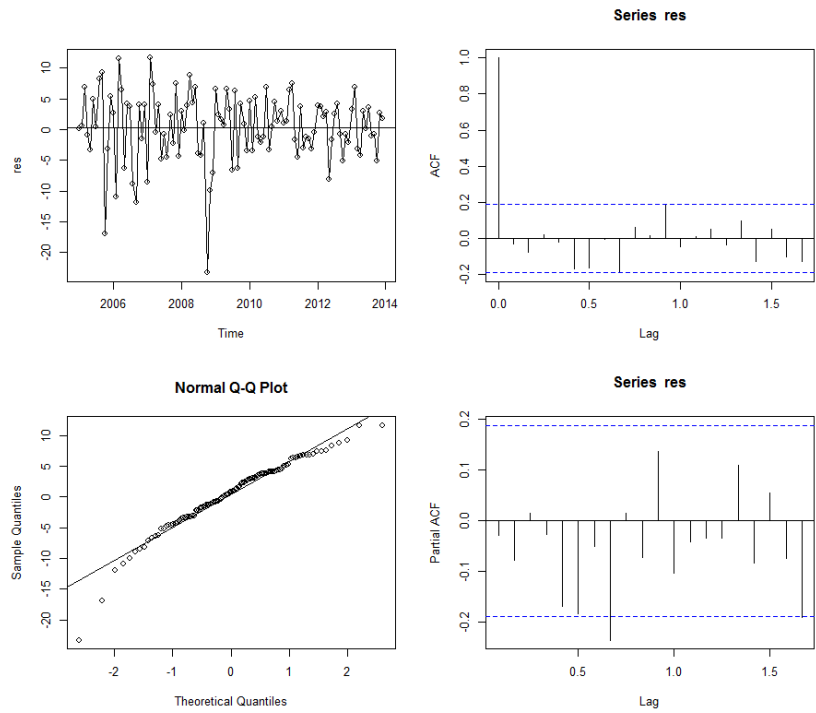 res
10
5
0
-5
-10
-15
-20
2006 2008 2010 2012 2014
Time
Series res
ACF
1.0
0.8
0.6
0.4
0.2
0.0
-0.2
0.0 0.5 1.0 1.5
Lag
Normal Q-Q Plot
Sample Quantiles
10
5
0
-5
-10
-15
-20
-2 -1 0 1 2
Theoretical Quantiles
Series res
Partial ACF
0.2
0.1
0.0
-0.1
-0.2
0.5 1.0 1.5
Lag